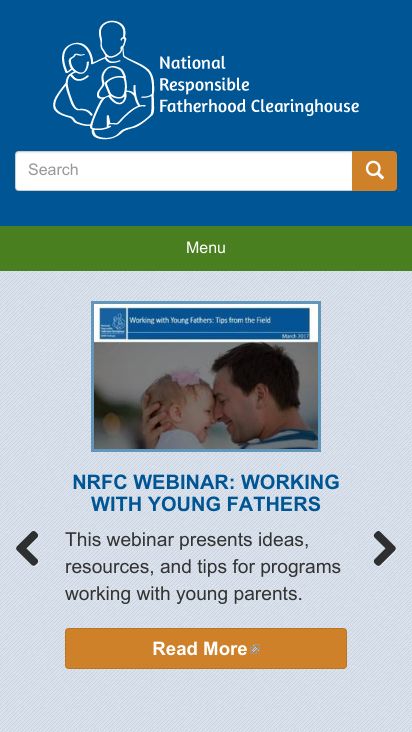 National
Responsible
Fatherhood Clearinghouse
Search
Menu
Working with Young Fathers: Tips from the Field
March 2017
NRFC WEBINAR: WORKING
WITH YOUNG FATHERS
This webinar presents ideas,
resources, and tips for programs
working with young parents.
Read More